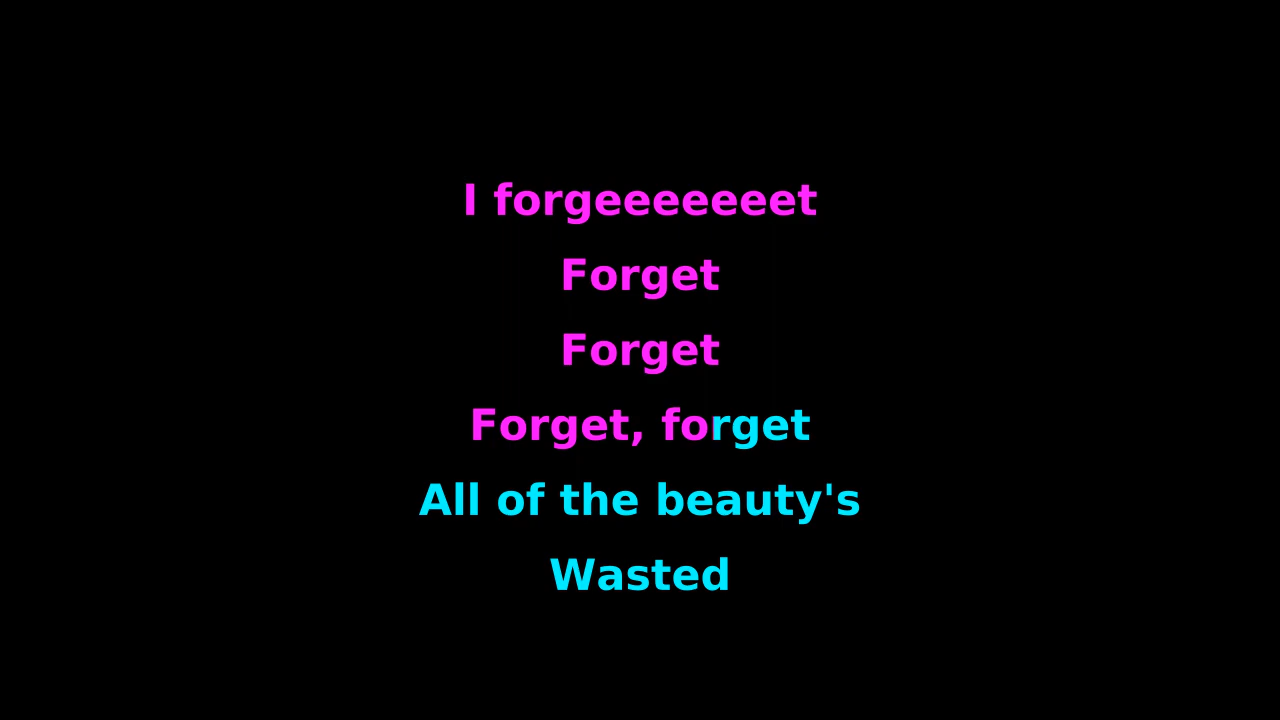 I forgeeeeeeet
Forget
Forget
Forget, forget
All of the beauty's
Wasted